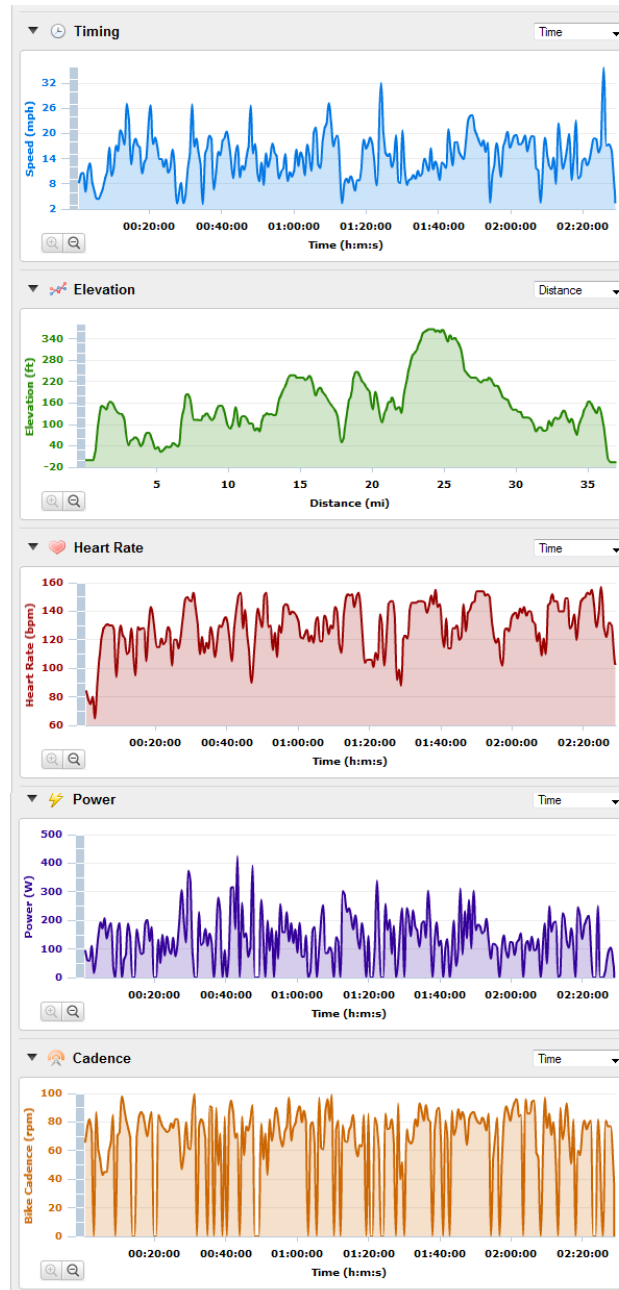 Timing
Time
Speed (mph)
32
26
20
14
8
2
00:20:00 00:40:00 01:00:00 01:20:00 01:40:00 02:00:00 02:20:00
Time (h:m:s)
Elevation
Distance
Elevation (ft)
340
280
220
160
100
40
-20
5 10 15 20 25 30 35
Distance (mi)
Heart Rate
Time
Heart Rate (bpm)
160
140
120
100
80
60
00:20:00 00:40:00 01:00:00 01:20:00 01:40:00 02:00:00 02:20:00
Time (h:m:s)
Power
Time
Power (W)
500
400
300
200
100
0
00:20:00 00:40:00 01:00:00 01:20:00 01:40:00 02:00:00 02:20:00
Time (h:m:s)
Cadence
Time
Bike Cadence (rpm)
100
80
60
40
20
0
00:20:00 00:40:00 01:00:00 01:20:00 01:40:00 02:00:00 02:20:00
Time (h:m:s)